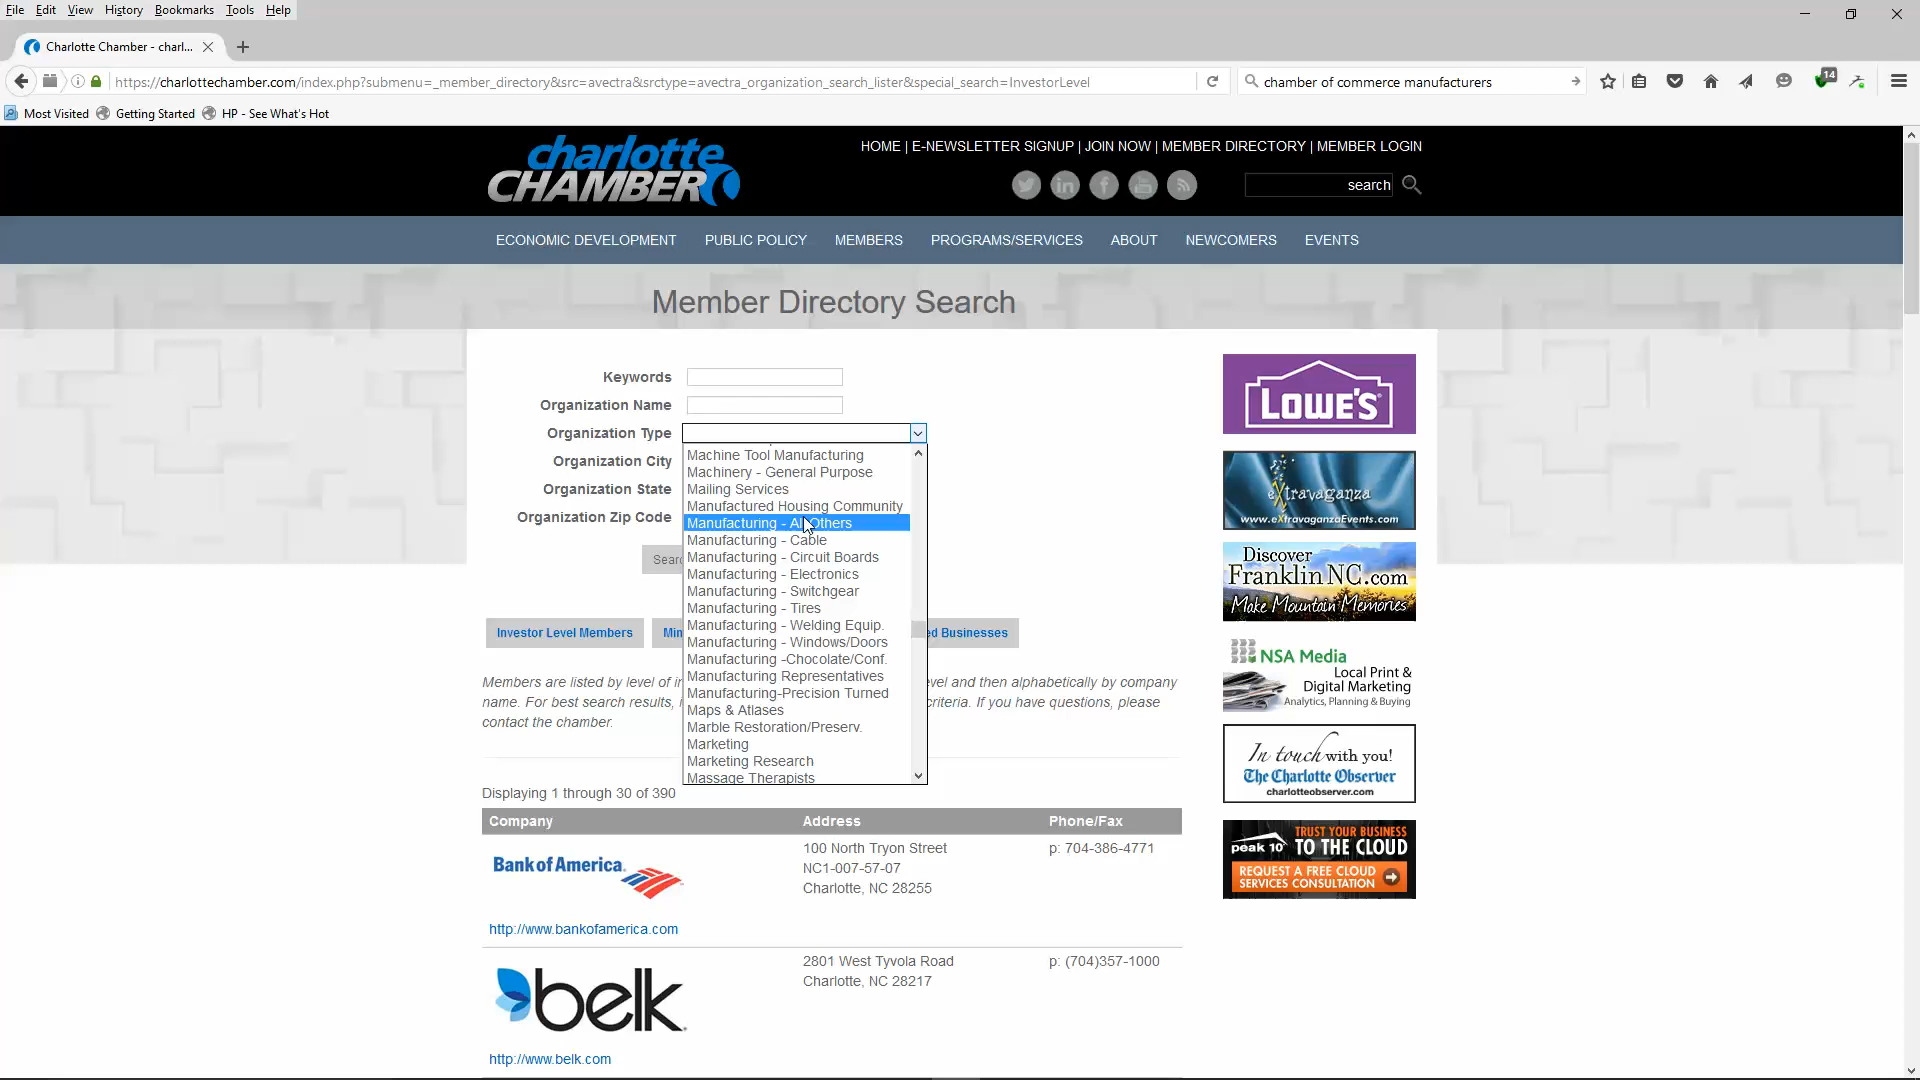 File Edit View History Bookmarks Tools Help
Charlotte Chamber - charl...
https://charlottechamber.com/index.php?submenu=_member_directory&src=avectra&srctype=avectra_organization_search_lister&special_search=InvestorLevel
chamber of commerce manufacturers
14
Most Visited Getting Started HP - See What's Hot
charlotte
CHAMBER
HOME | E-NEWSLETTER SIGNUP | JOIN NOW | MEMBER DIRECTORY | MEMBER LOGIN
search
ECONOMIC DEVELOPMENT PUBLIC POLICY MEMBERS PROGRAMS/SERVICES ABOUT NEWCOMERS EVENTS
Member Directory Search
Keywords
Organization Name
Organization Type
Organization City
Organization State
Organization Zip Code
Machine Tool Manufacturing
Machinery - General Purpose
Mailing Services
Manufactured Housing Community
Manufacturing - All Others
Manufacturing - Cable
Manufacturing - Circuit Boards
Manufacturing - Electronics
Manufacturing - Switchgear
Manufacturing - Tires
Manufacturing - Welding Equip.
Manufacturing - Windows/Doors
Manufacturing -Chocolate/Conf.
Manufacturing Representatives
Manufacturing-Precision Turned
Maps & Atlases
Marble Restoration/Preserv.
Marketing
Marketing Research
Massage Therapists
Investor Level Members
ed Businesses
Members are listed by level of
evel and then alphabetically by company
name. For best search results,
criteria. If you have questions, please
contact the chamber.
Displaying 1 through 30 of 390
Company Address Phone/Fax
Bank of America
100 North Tryon Street
NC1-007-57-07
Charlotte, NC 28255
p: 704-386-4771
http://www.bankofamerica.com
belk
2801 West Tyvola Road
Charlotte, NC 28217
p: (704)357-1000
http://www.belk.com
LOWE'S
eXtravaganza
www.eXtravaganzaEvents.com
Discover
FranklinNC.com
Make Mountain Memories
NSA Media
Local Print &
Digital Marketing
Analytics, Planning & Buying
In touch with you!
The Charlotte Observer
charlotteobserver.com
peak 10
TRUST YOUR BUSINESS
TO THE CLOUD
REQUEST A FREE CLOUD
SERVICES CONSULTATION